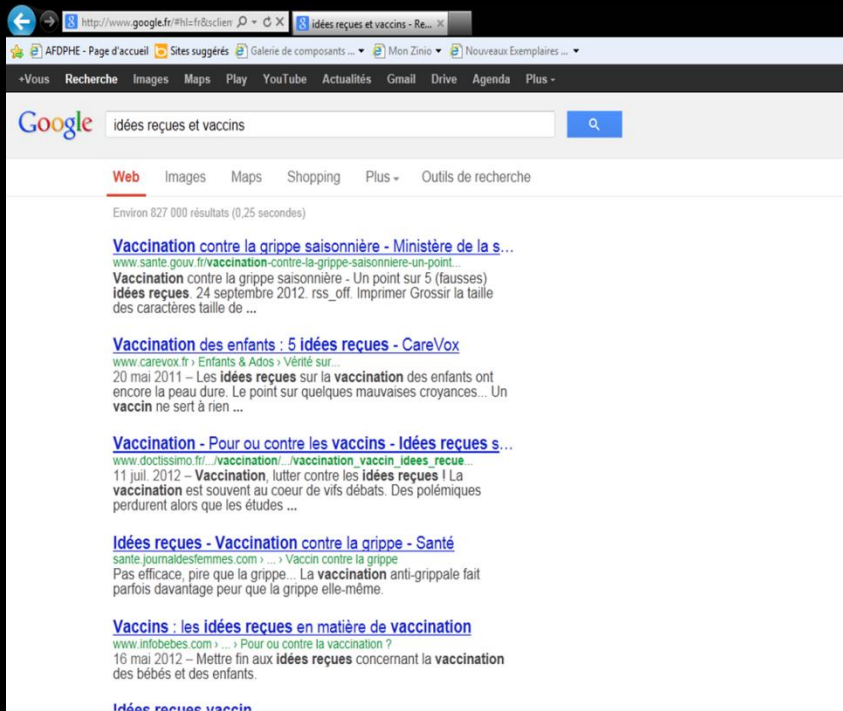 http://www.google.fr/#hl=fr&sclien
idées reçues et vaccins - Re...
AFDPHE - Page d'accueil Sites suggérés Galerie de composants ... Mon Zinio Nouveaux Exemplaires ...
+Vous Recherche Images Maps Play YouTube Actualités Gmail Drive Agenda Plus
Google idées reçues et vaccins
Web Images Maps Shopping Plus Outils de recherche
Environ 827 000 résultats (0,25 secondes)
Vaccination contre la grippe saisonnière - Ministère de la s...
www.sante.gouv.fr/vaccination-contre-la-grippe-saisonniere-un-point...
Vaccination contre la grippe saisonnière - Un point sur 5 (fausses)
idées reçues. 24 septembre 2012. rss_off. Imprimer Grossir la taille
des caractères taille de ...
Vaccination des enfants : 5 idées reçues - CareVox
www.carevox.fr › Enfants & Ados › Vérité sur...
20 mai 2011 – Les idées reçues sur la vaccination des enfants ont
encore la peau dure. Le point sur quelques mauvaises croyances... Un
vaccin ne sert à rien ...
Vaccination - Pour ou contre les vaccins - Idées reçues s...
www.doctissimo.fr/.../vaccination/.../vaccination_vaccin_idees_recue...
11 juil. 2012 – Vaccination, lutter contre les idées reçues ! La
vaccination est souvent au coeur de vifs débats. Des polémiques
perdurent alors que les études ...
Idées reçues - Vaccination contre la grippe - Santé
sante.journaldesfemmes.com › ... › Vaccin contre la grippe
Pas efficace, pire que la grippe... La vaccination anti-grippale fait
parfois davantage peur que la grippe elle-même.
Vaccins : les idées reçues en matière de vaccination
www.infobebes.com › ... › Pour ou contre la vaccination ?
16 mai 2012 – Mettre fin aux idées reçues concernant la vaccination
des bébés et des enfants.
Idées reçues vaccin